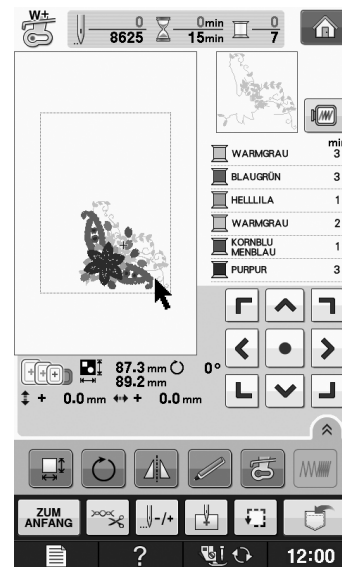 W+
0 0min 0
8625 15min 7
min
WARMGRAU 3
BLAUGRÜN 3
HELLLILA 1
WARMGRAU 2
KORNBLU
MENBLAU 1
PURPUR 3
87.3 mm 0°
89.2 mm
+ 0.0 mm + 0.0 mm
ZUM
ANFANG
-/+
?
12:00